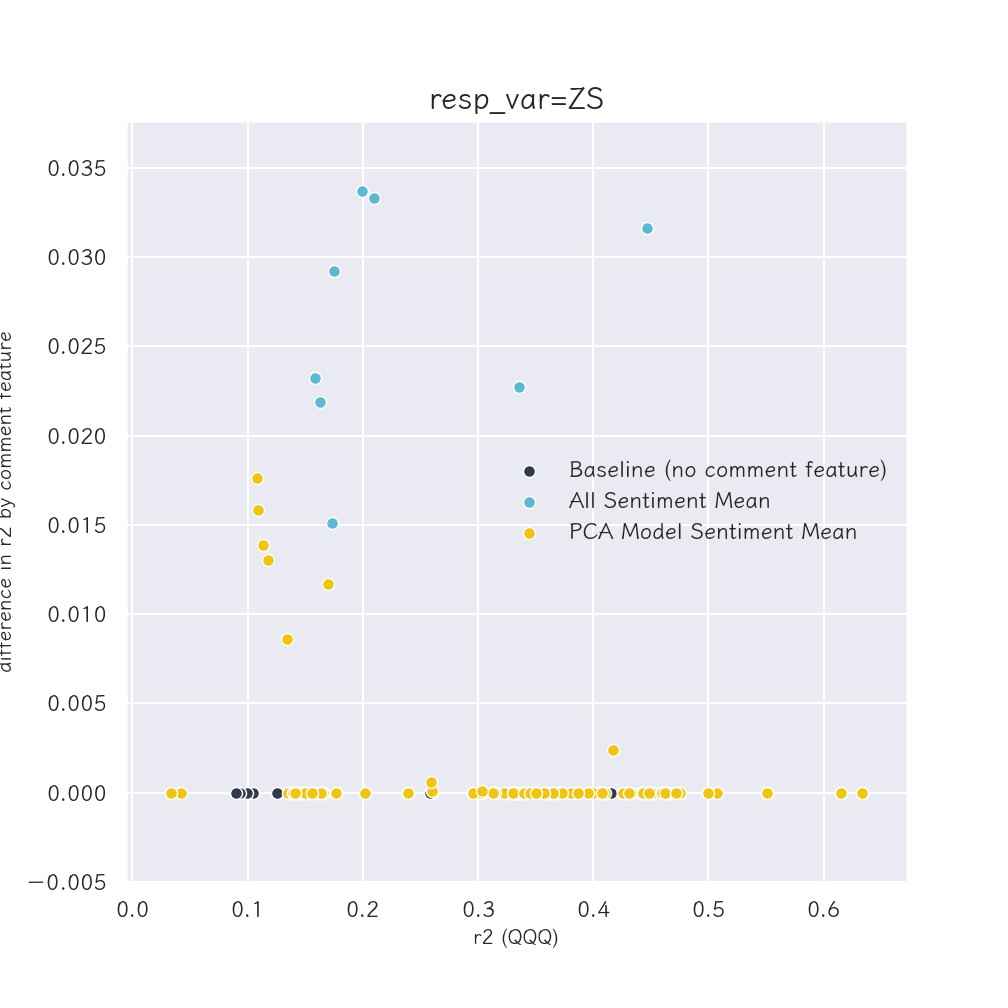 resp_var=ZS
0.035
0.030
0.025
0.020
0.015
0.010
0.005
0.000
−0.005
difference in r2 by comment feature
Baseline (no comment feature)
All Sentiment Mean
PCA Model Sentiment Mean
0.0 0.1 0.2 0.3 0.4 0.5 0.6
r2 (QQQ)